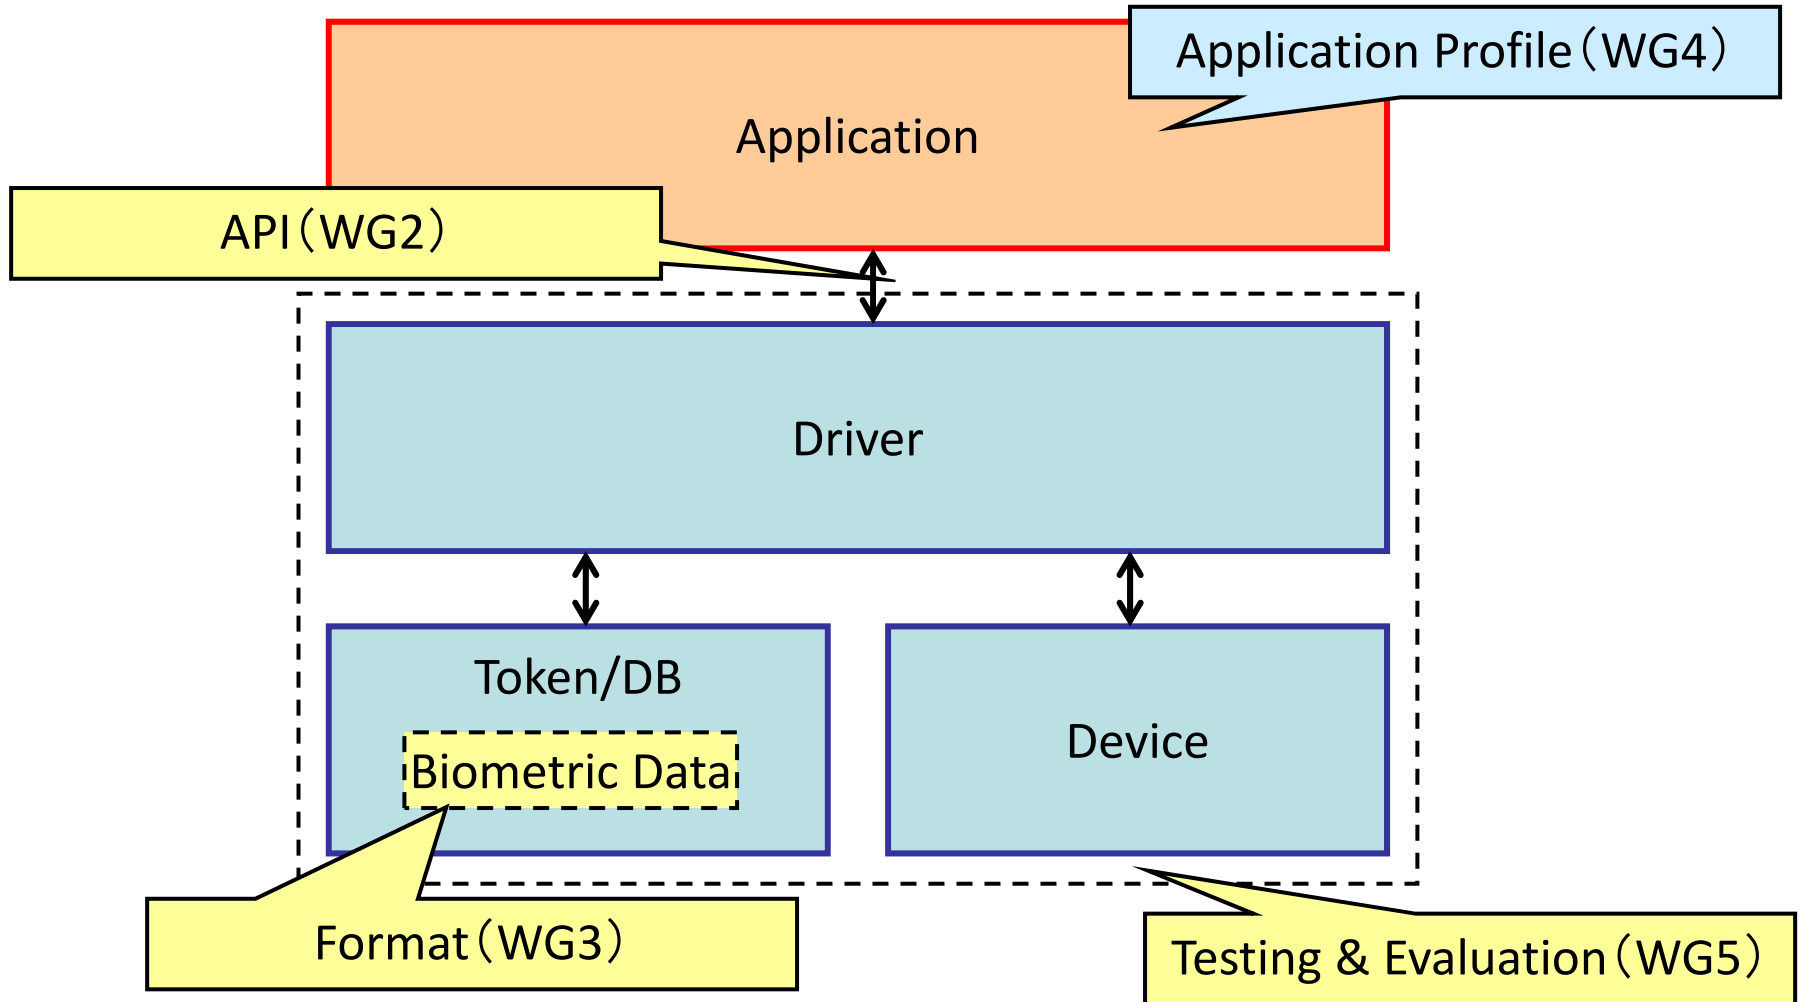 Application Profile（WG4）
Application
API（WG2）
Driver
Token/DB
Biometric Data
Device
Format（WG3）
Testing & Evaluation（WG5）